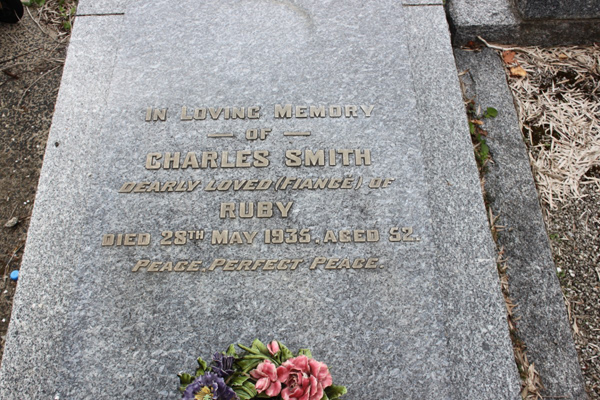 IN LOVING MEMORY
OF
CHARLES SMITH
DEARLY LOVED (FIANCÉ) OF
RUBY
DIED 28TH MAY 1935, AGED 52.
PEACE, PERFECT PEACE.